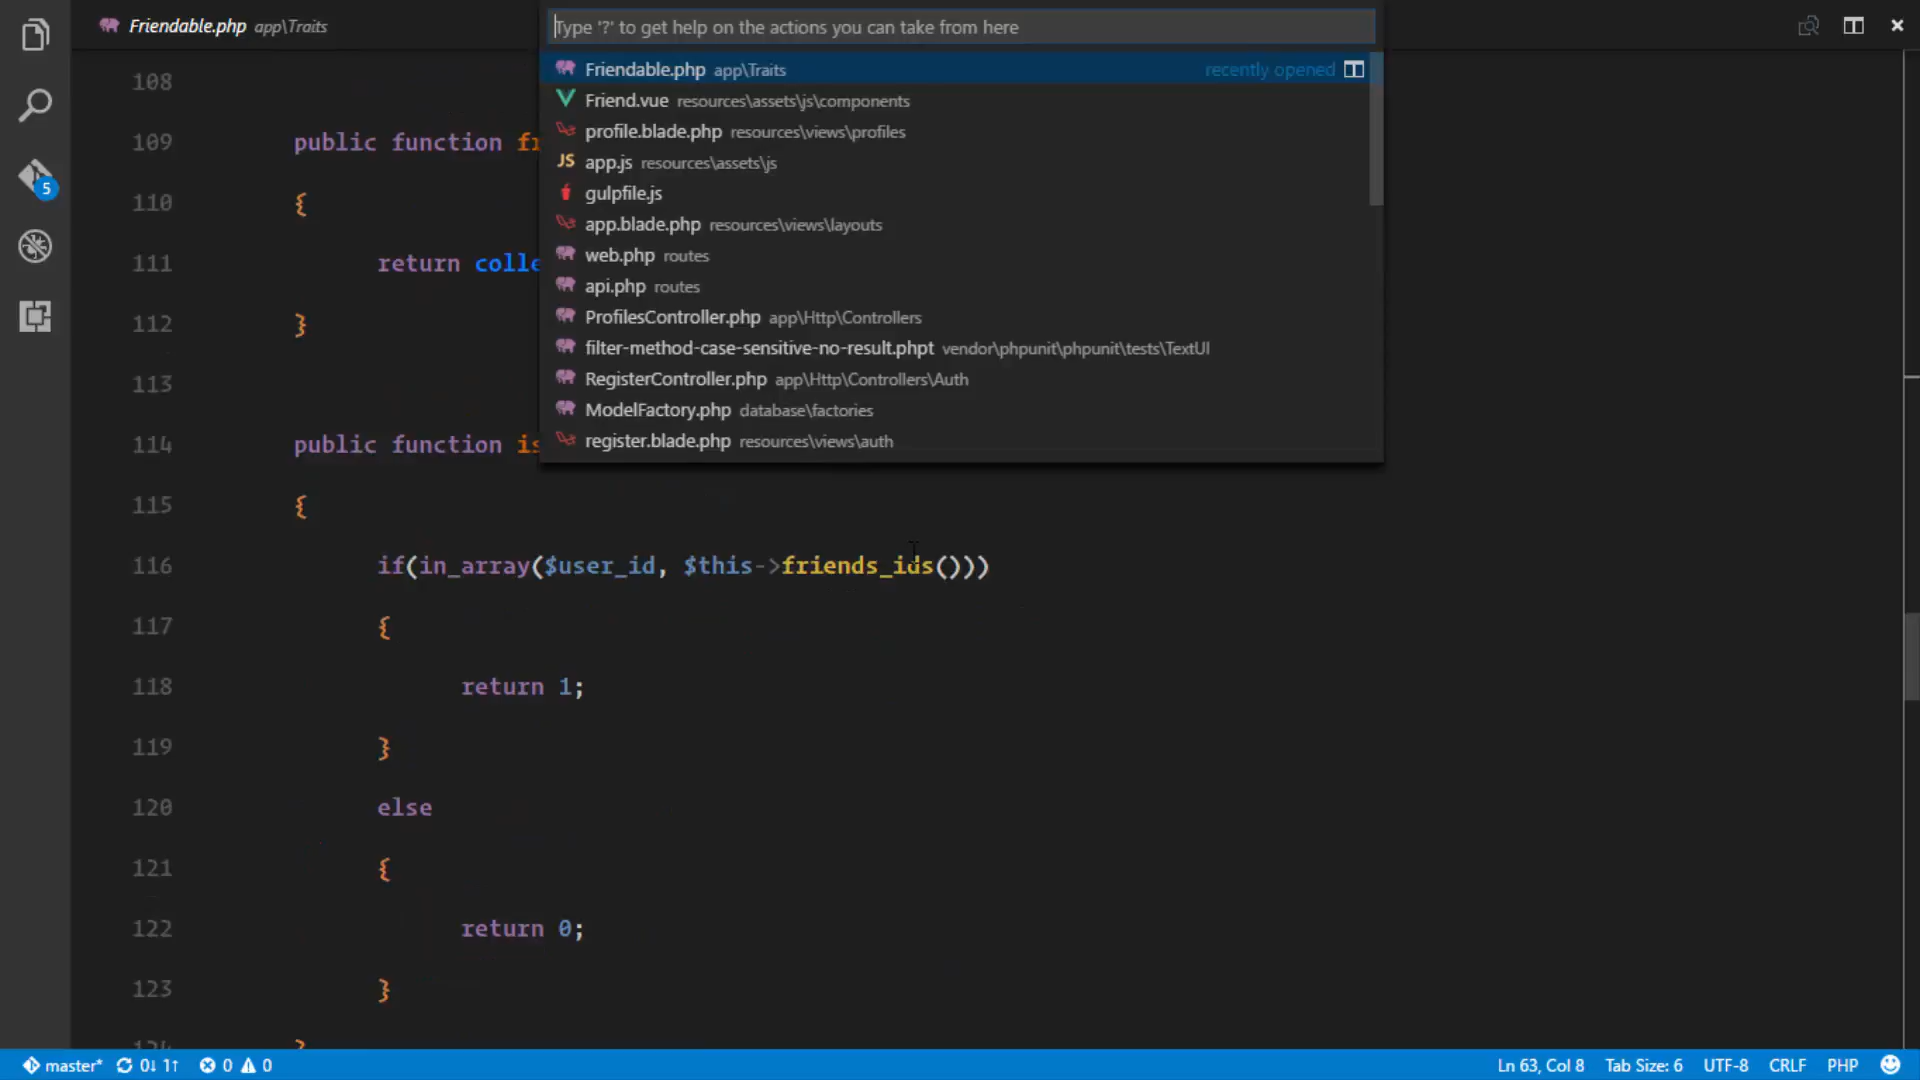 Friendable.php app\Traits
Type '?' to get help on the actions you can take from here
Friendable.php app\Traits recently opened
Friend.vue resources\assets\js\components
profile.blade.php resources\views\profiles
JS app.js resources\assets\js
gulpfile.js
app.blade.php resources\views\layouts
web.php routes
api.php routes
ProfilesController.php app\Http\Controllers
filter-method-case-sensitive-no-result.phpt vendor\phpunit\phpunit\tests\TextUI
RegisterController.php app\Http\Controllers\Auth
ModelFactory.php database\factories
register.blade.php resources\views\auth
5
108
109 public function fr
110 {
111 return colle
112 }
113
114 public function is
115 {
116 if(in_array($user_id, $this->friends_ids()))
117 {
118 return 1;
119 }
120 else
121 {
122 return 0;
123 }
124 }
master* 0↓ 1↑ 0 0 Ln 63, Col 8 Tab Size: 6 UTF-8 CRLF PHP